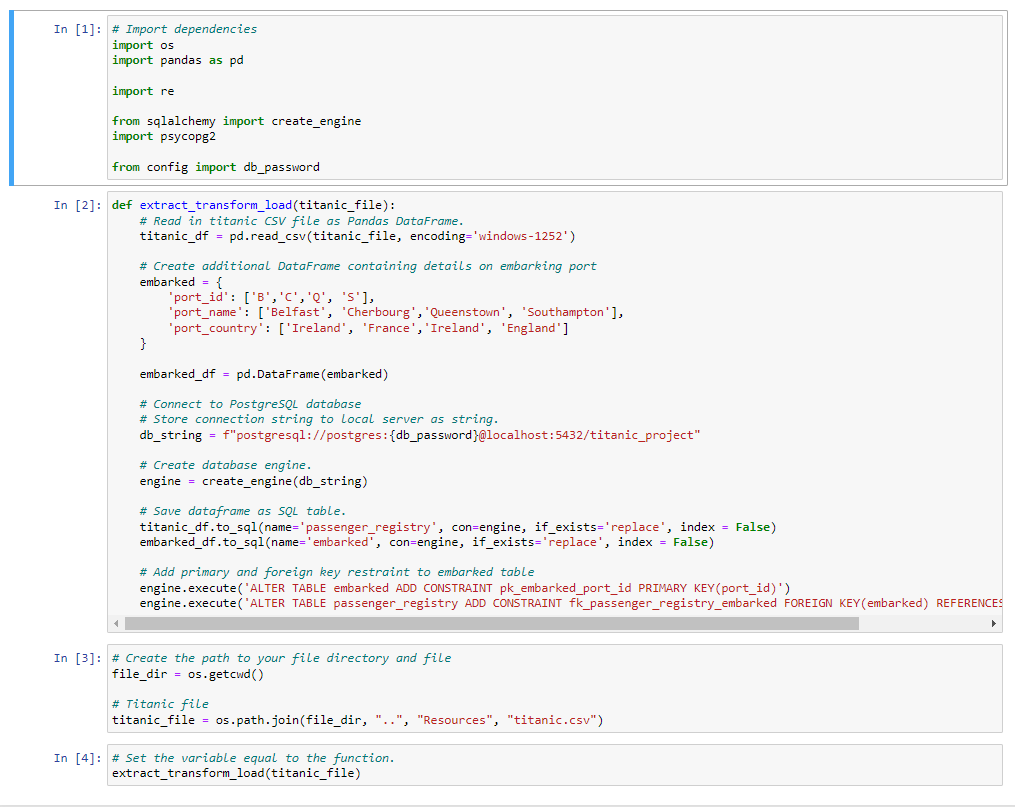 In [1]: # Import dependencies
import os
import pandas as pd
import re
from sqlalchemy import create_engine
import psycopg2
from config import db_password
In [2]: def extract_transform_load(titanic_file):
# Read in titanic CSV file as Pandas DataFrame.
titanic_df = pd.read_csv(titanic_file, encoding='windows-1252')
# Create additional DataFrame containing details on embarking port
embarked = {
'port_id': ['B','C','Q', 'S'],
'port_name': ['Belfast', 'Cherbourg','Queenstown', 'Southampton'],
'port_country': ['Ireland', 'France','Ireland', 'England']
}
embarked_df = pd.DataFrame(embarked)
# Connect to PostgreSQL database
# Store connection string to local server as string.
db_string = f"postgresql://postgres:{db_password}@localhost:5432/titanic_project"
# Create database engine.
engine = create_engine(db_string)
# Save dataframe as SQL table.
titanic_df.to_sql(name='passenger_registry', con=engine, if_exists='replace', index = False)
embarked_df.to_sql(name='embarked', con=engine, if_exists='replace', index = False)
# Add primary and foreign key restraint to embarked table
engine.execute('ALTER TABLE embarked ADD CONSTRAINT pk_embarked_port_id PRIMARY KEY(port_id)')
engine.execute('ALTER TABLE passenger_registry ADD CONSTRAINT fk_passenger_registry_embarked FOREIGN KEY(embarked) REFERENCES
In [3]: # Create the path to your file directory and file
file_dir = os.getcwd()
# Titanic file
titanic_file = os.path.join(file_dir, "..", "Resources", "titanic.csv")
In [4]: # Set the variable equal to the function.
extract_transform_load(titanic_file)